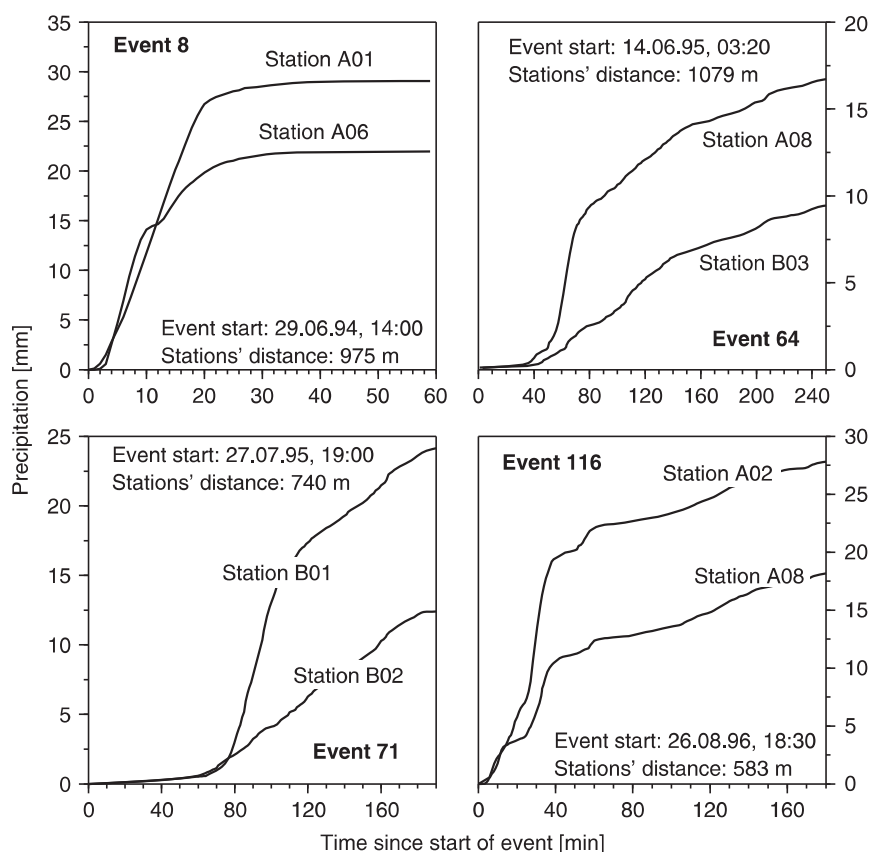 Precipitation [mm]
35
30
25
20
15
10
5
0
Event 8
Station A01
Station A06
Event start: 29.06.94, 14:00
Stations' distance: 975 m
0 10 20 30 40 50 60
Event start: 14.06.95, 03:20
Stations' distance: 1079 m
Station A08
Station B03
Event 64
20
15
10
5
0
0 40 80 120 160 200 240
25
20
15
10
5
0
Event start: 27.07.95, 19:00
Stations' distance: 740 m
Station B01
Station B02
Event 71
0 40 80 120 160
Event 116
Station A02
Station A08
Event start: 26.08.96, 18:30
Stations' distance: 583 m
30
25
20
15
10
5
0
0 40 80 120 160
Time since start of event [min]